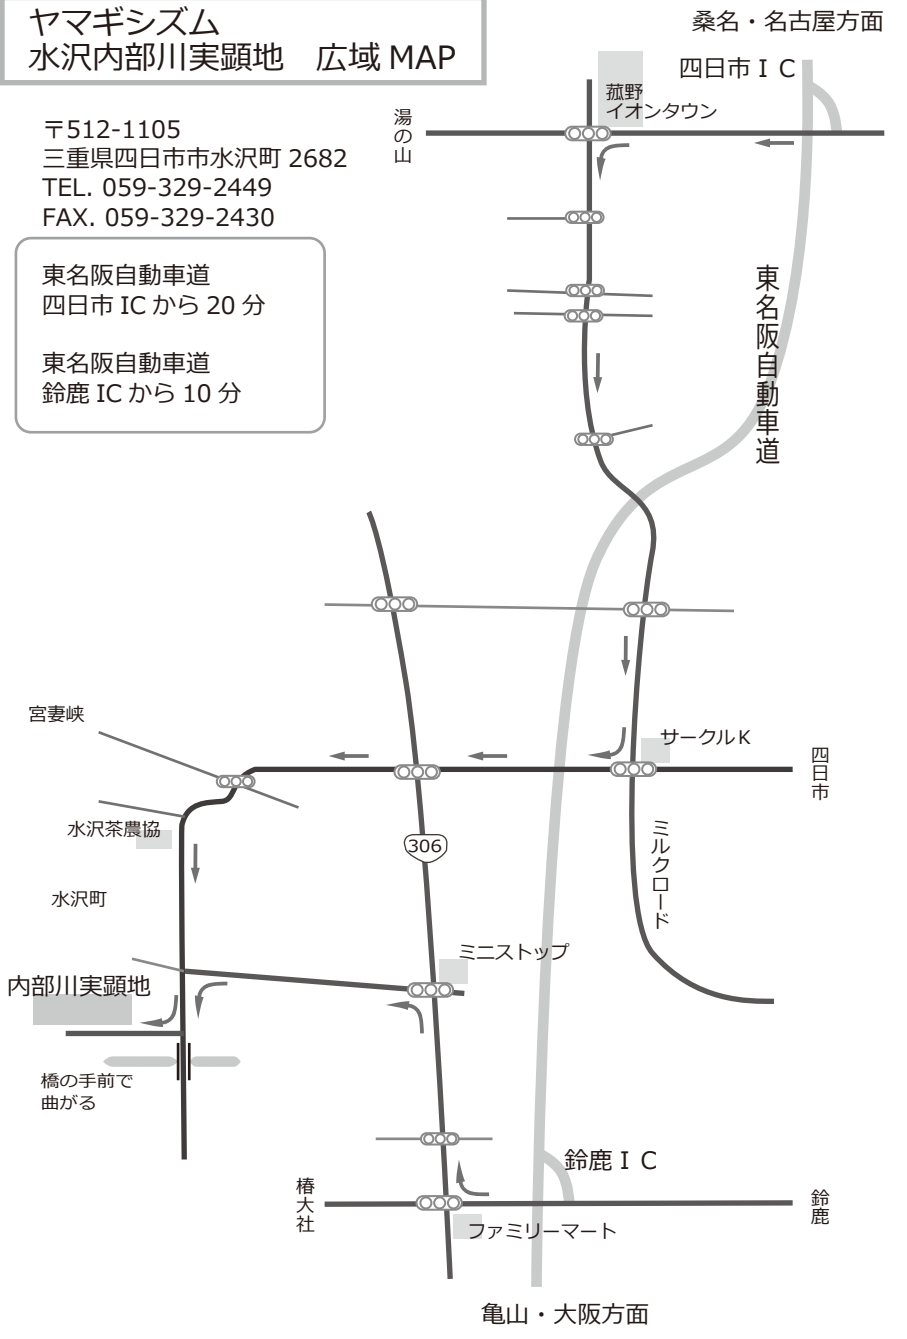 ヤマギシズム
水沢内部川実顕地　広域 MAP
桑名・名古屋方面
四日市ＩＣ
菰野
イオンタウン
湯の山
〒512-1105
三重県四日市市水沢町 2682
TEL. 059-329-2449
FAX. 059-329-2430
東名阪自動車道
四日市 IC から 20 分
東名阪自動車道
鈴鹿 IC から 10 分
東名阪自動車道
宮妻峡
サークルＫ
四日市
水沢茶農協
306
ミルクロード
水沢町
ミニストップ
内部川実顕地
橋の手前で
曲がる
鈴鹿ＩＣ
椿大社
鈴鹿
ファミリーマート
亀山・大阪方面